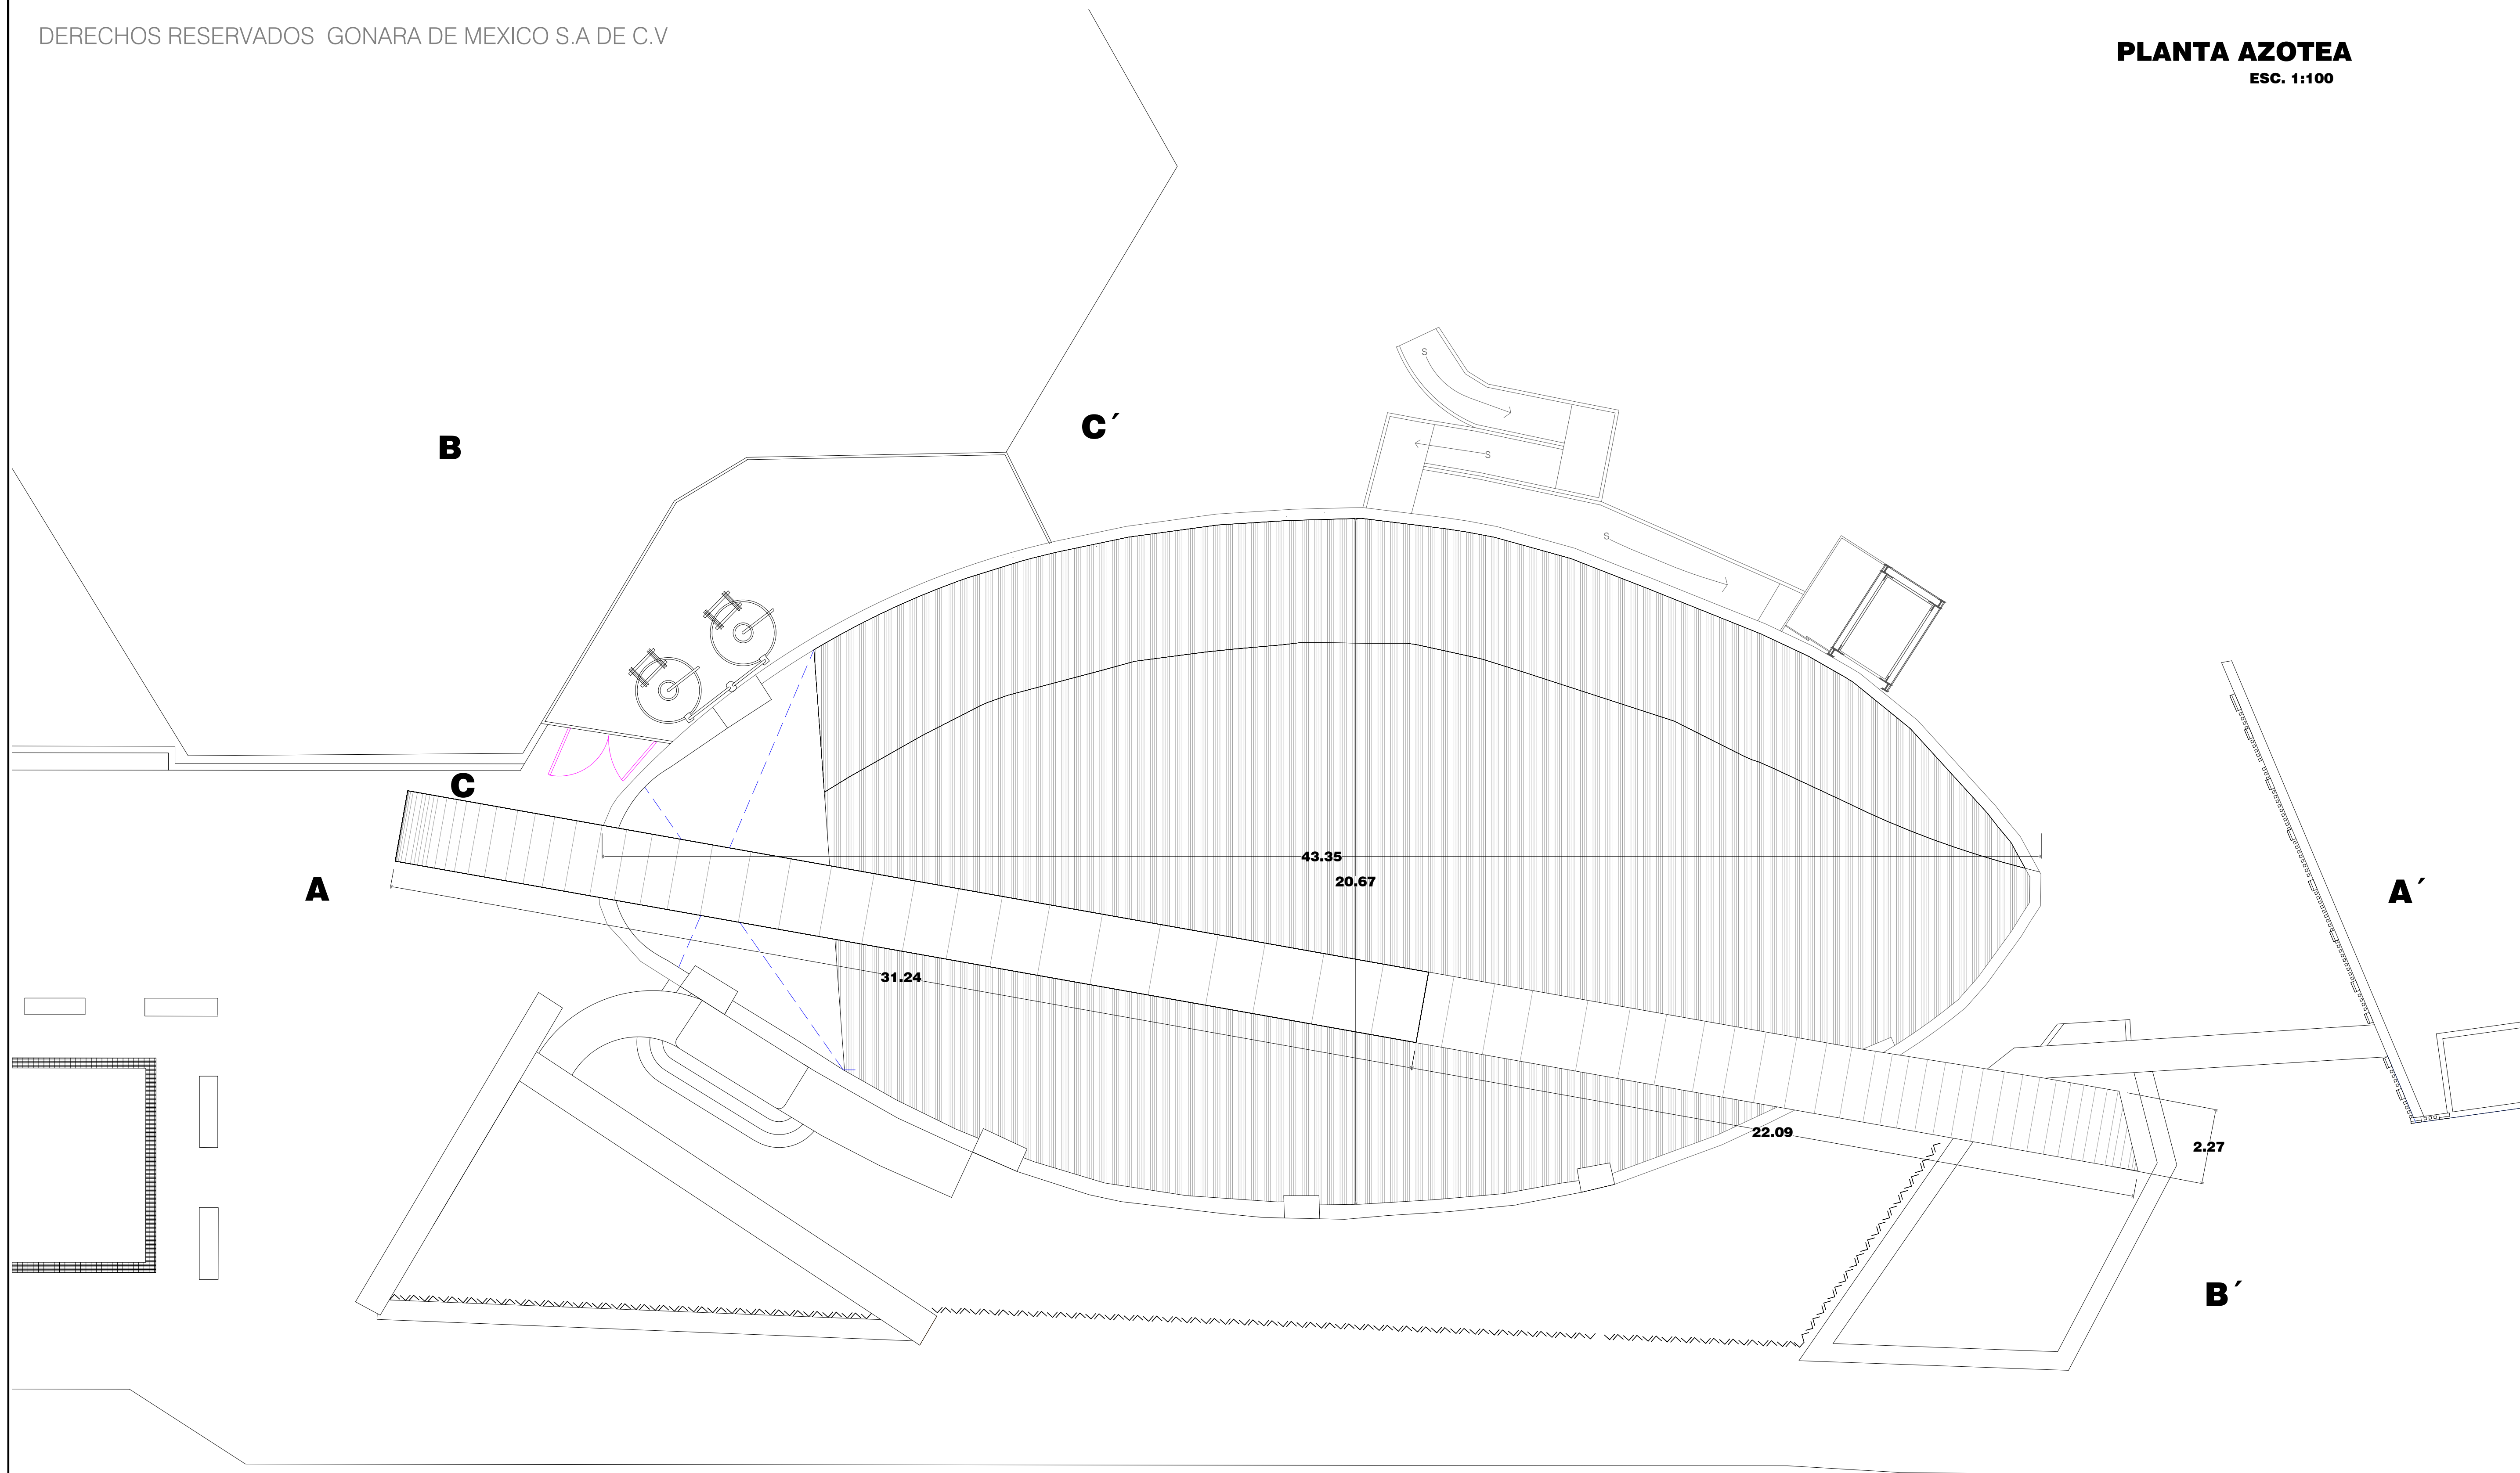 DERECHOS RESERVADOS GONARA DE MEXICO S.A DE C.V
PLANTA AZOTEA
ESC. 1:100
S
C´
B
S
S
C
43.35
20.67
A
A´
31.24
22.09
2.27
B´